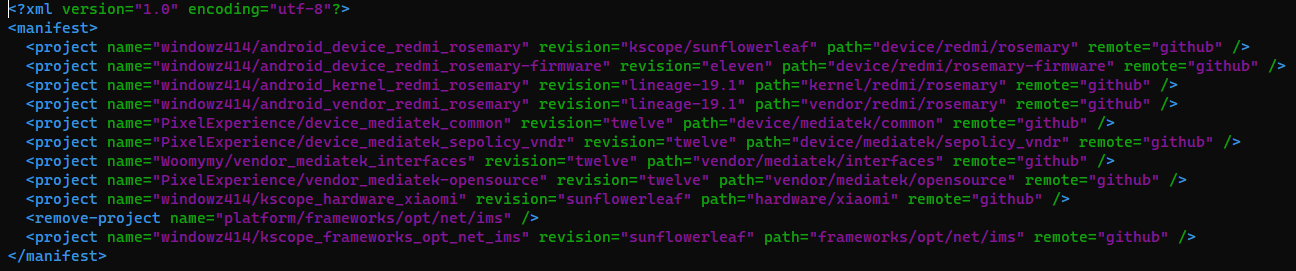 <?xml version="1.0" encoding="utf-8"?>
<manifest>
  <project name="windowz414/android_device_redmi_rosemary" revision="kscope/sunflowerleaf" path="device/redmi/rosemary" remote="github" />
  <project name="windowz414/android_device_redmi_rosemary-firmware" revision="eleven" path="device/redmi/rosemary-firmware" remote="github" />
  <project name="windowz414/android_kernel_redmi_rosemary" revision="lineage-19.1" path="kernel/redmi/rosemary" remote="github" />
  <project name="windowz414/android_vendor_redmi_rosemary" revision="lineage-19.1" path="vendor/redmi/rosemary" remote="github" />
  <project name="PixelExperience/device_mediatek_common" revision="twelve" path="device/mediatek/common" remote="github" />
  <project name="PixelExperience/device_mediatek_sepolicy_vndr" revision="twelve" path="device/mediatek/sepolicy_vndr" remote="github" />
  <project name="Woomymy/vendor_mediatek_interfaces" revision="twelve" path="vendor/mediatek/interfaces" remote="github" />
  <project name="PixelExperience/vendor_mediatek-opensource" revision="twelve" path="vendor/mediatek/opensource" remote="github" />
  <project name="windowz414/kscope_hardware_xiaomi" revision="sunflowerleaf" path="hardware/xiaomi" remote="github" />
  <remove-project name="platform/frameworks/opt/net/ims" />
  <project name="windowz414/kscope_frameworks_opt_net_ims" revision="sunflowerleaf" path="frameworks/opt/net/ims" remote="github" />
</manifest>